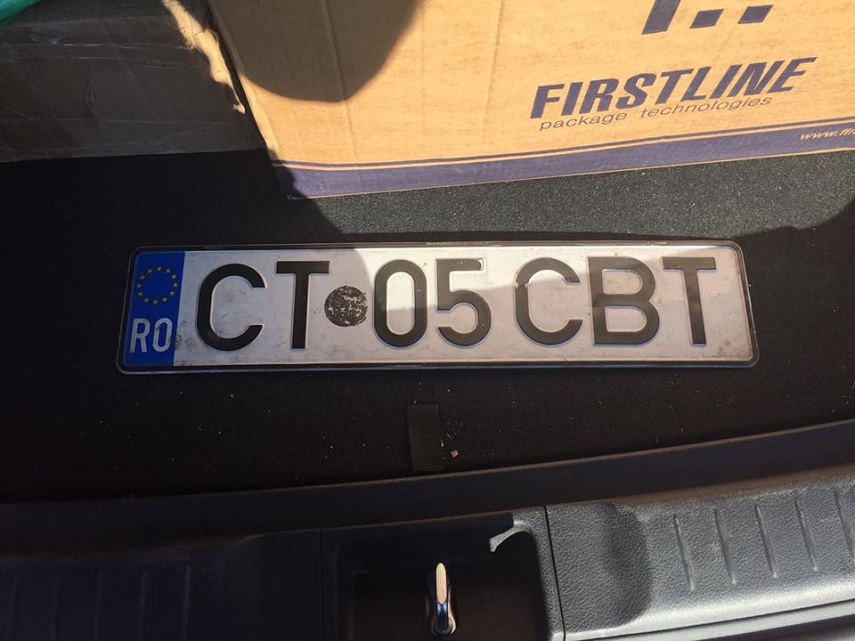 FIRSTLINE
package technologies
RO CT 05 CBT